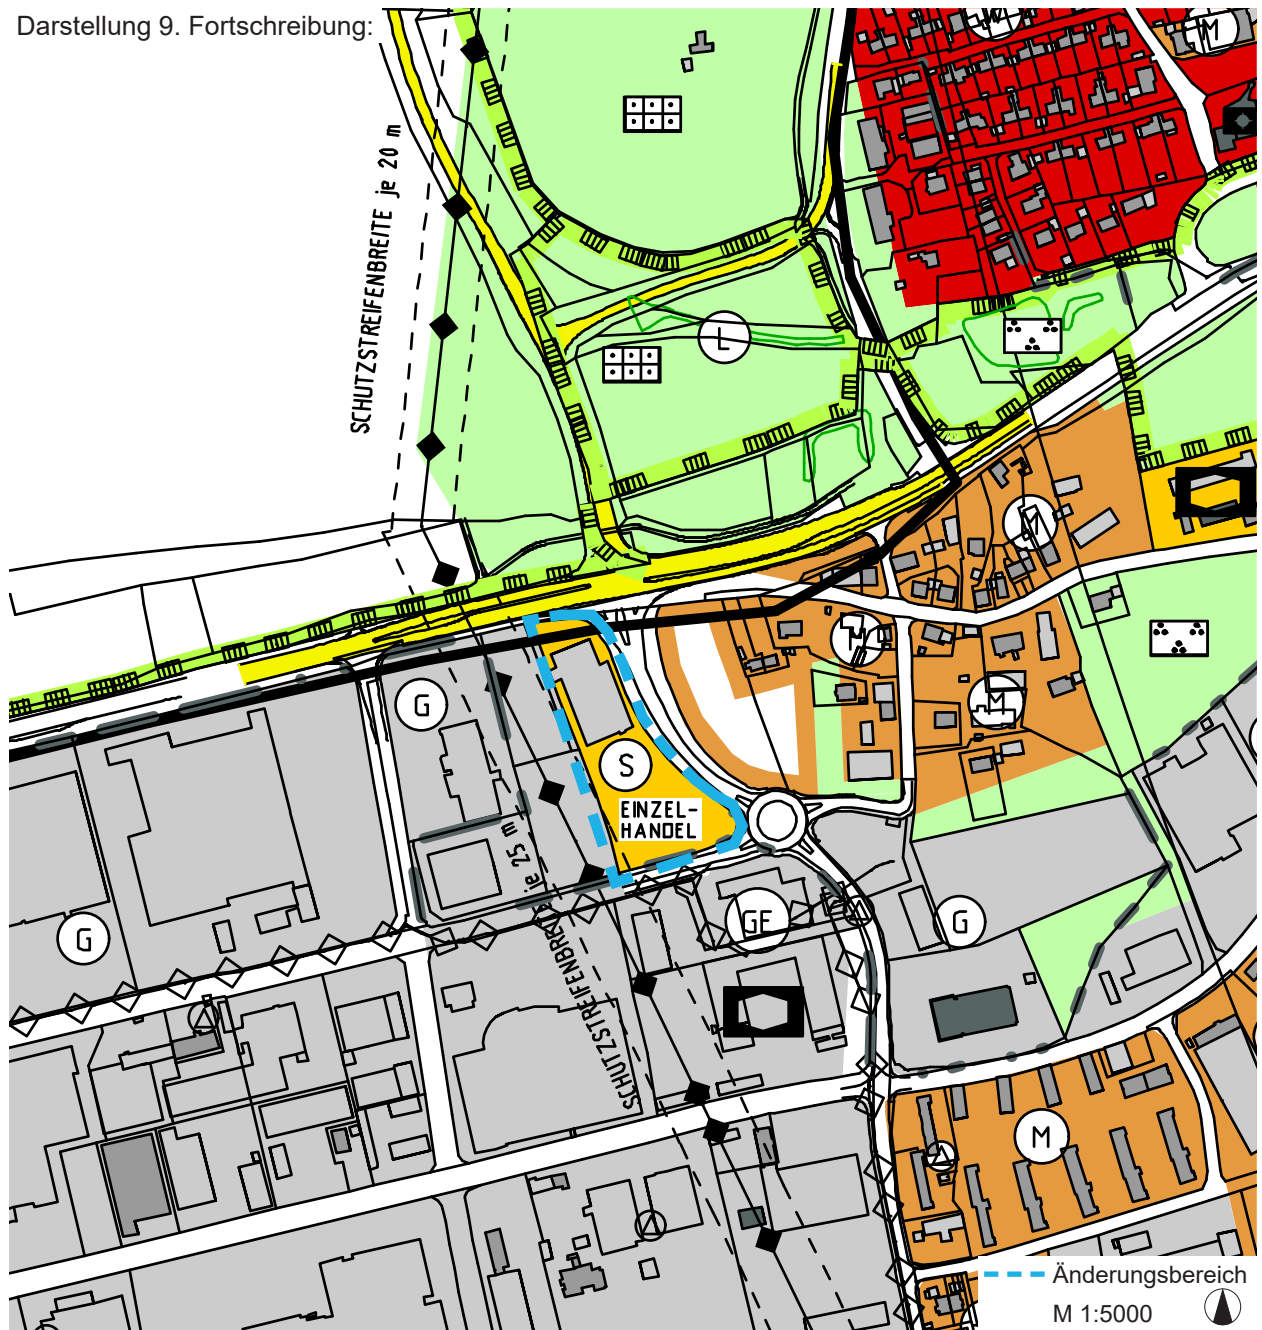 Darstellung 9. Fortschreibung:
M
M
SCHUTZSTREIFENBREITE je 20 m
L
M
M
M
G
S
EINZEL-
HANDEL
SCHUTZSTREIFENBREITE je 25 m
G
GE
G
M
Änderungsbereich
M 1:5000